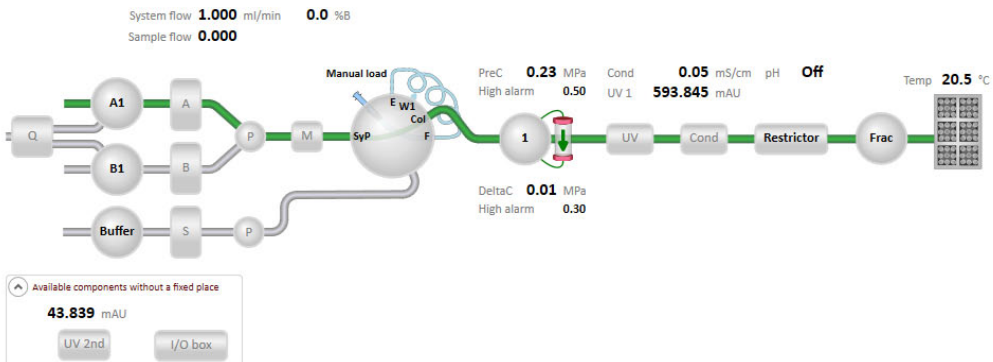 System flow 1.000 ml/min 0.0 %B
Sample flow 0.000
Manual load
PreC 0.23 MPa Cond 0.05 mS/cm pH Off
High alarm 0.50 UV 1 593.845 mAU
Temp 20.5 °C
A1 A
E W1
Col
Q P M SyP F 1 UV Cond Restrictor Frac
B1 B
DeltaC 0.01 MPa
High alarm 0.30
Buffer S P
Available components without a fixed place
43.839 mAU
UV 2nd I/O box